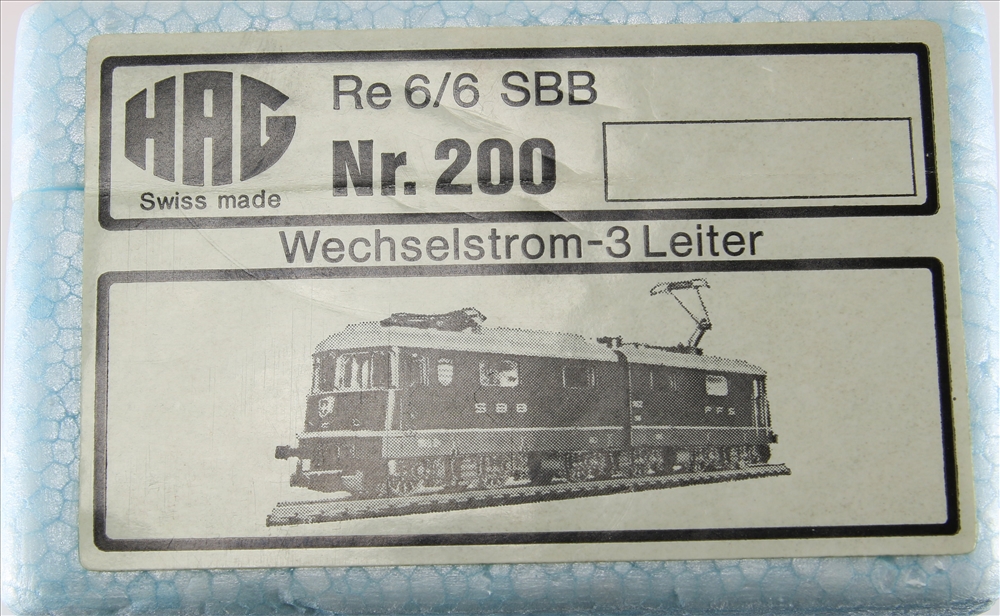 HAG
Swiss made
Re 6/6 SBB
Nr. 200
Wechselstrom-3 Leiter
SBB
FFS